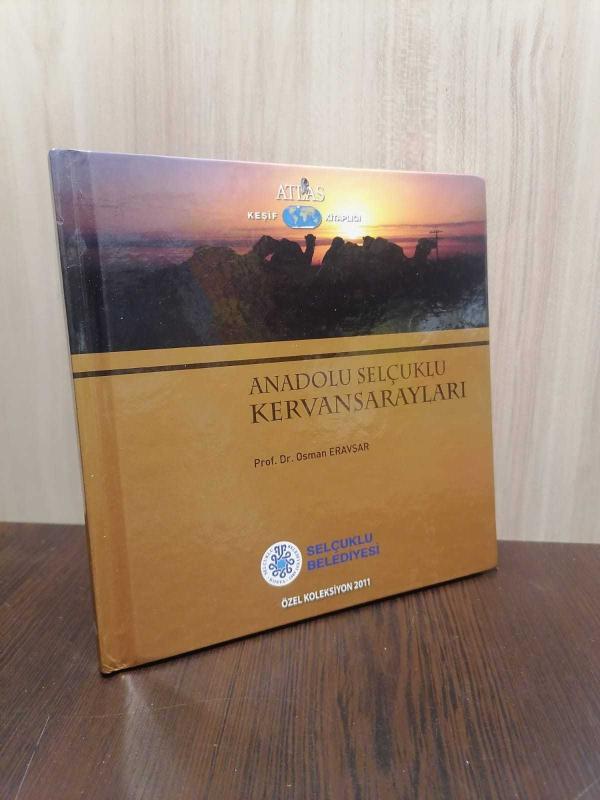 ATLAS
KEŞİF KİTAPLIĞI
ANADOLU SELÇUKLU
KERVANSARAYLARI
Prof. Dr. Osman ERAVŞAR
SELÇUKLU
BELEDİYESİ
ÖZEL KOLEKSİYON 2011